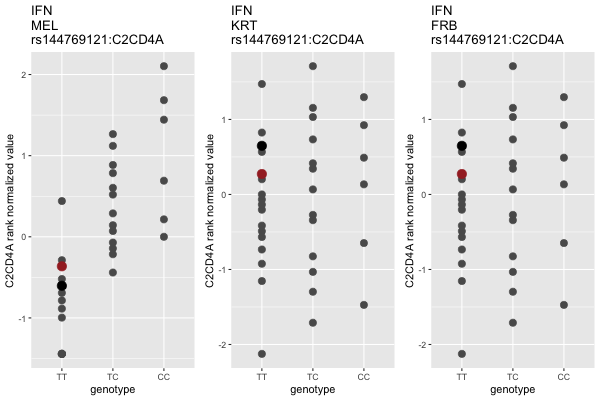 IFN
MEL
rs144769121:C2CD4A
C2CD4A rank normalized value
2
1
0
-1
TT
TC
CC
genotype
IFN
KRT
rs144769121:C2CD4A
C2CD4A rank normalized value
1
0
-1
-2
TT
TC
CC
genotype
IFN
FRB
rs144769121:C2CD4A
C2CD4A rank normalized value
1
0
-1
-2
TT
TC
CC
genotype